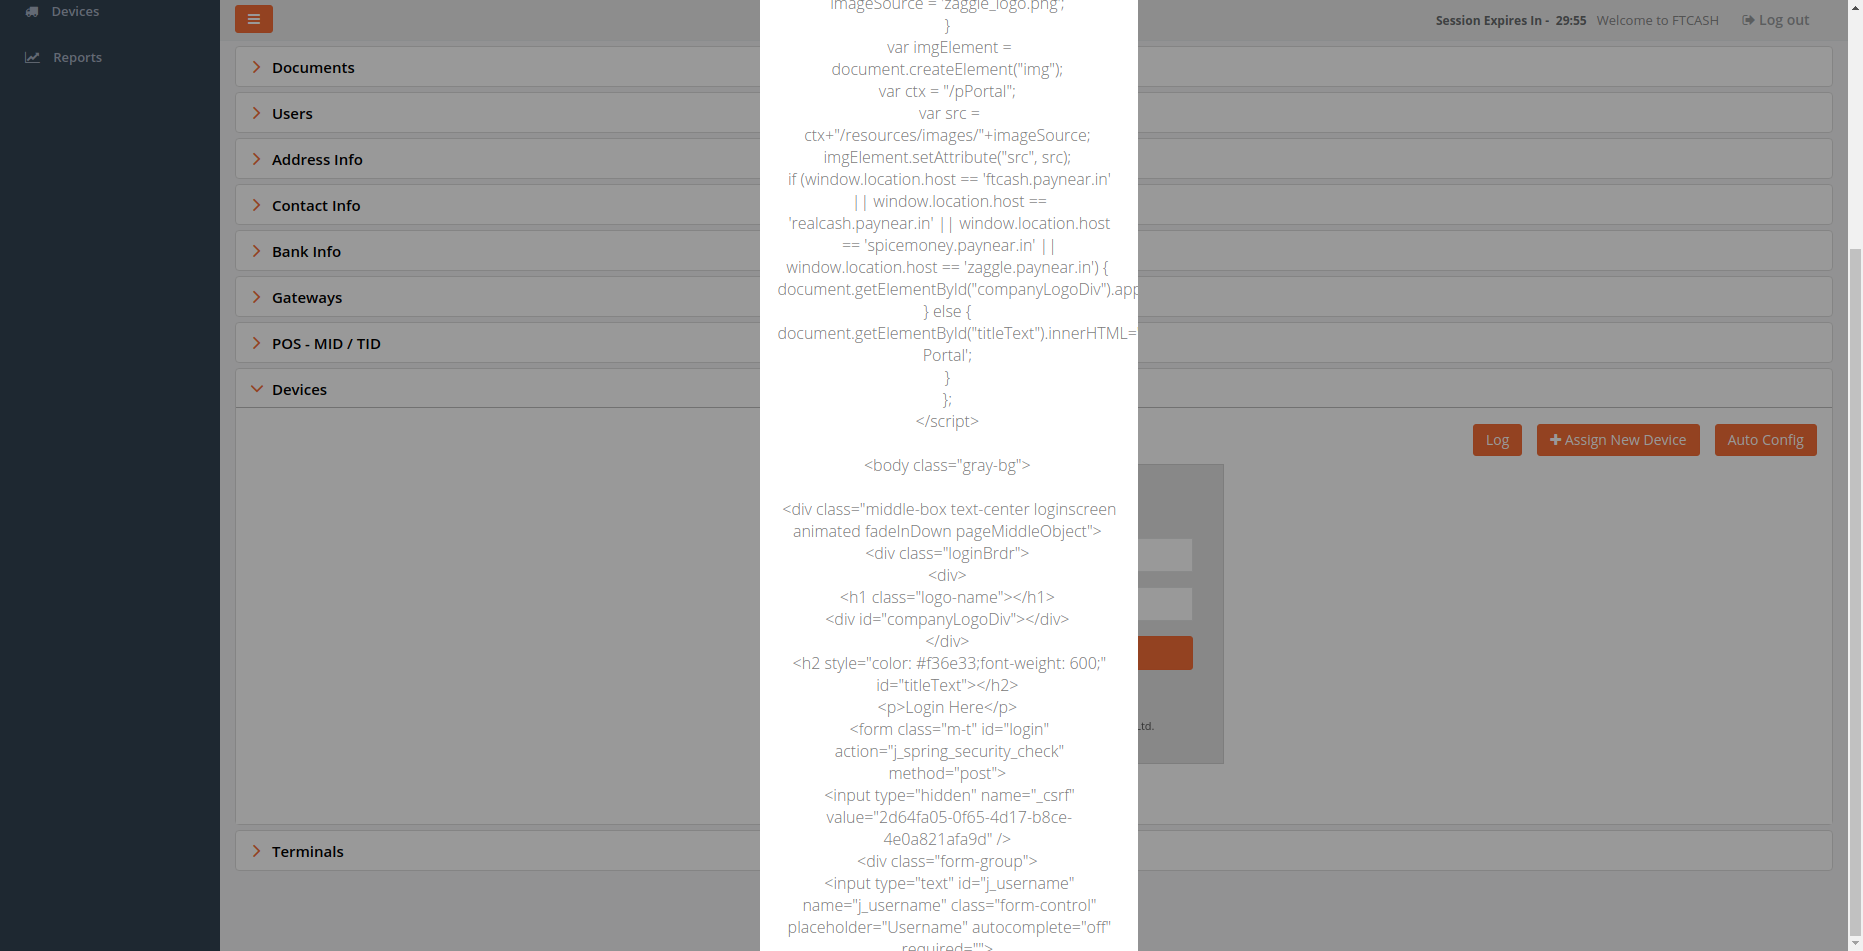 Devices
Reports
Session Expires In - 29:55 Welcome to FTCASH Log out
Documents
Users
Address Info
Contact Info
Bank Info
Gateways
POS - MID / TID
Devices
Log
Assign New Device
Auto Config
Terminals
Ltd.
imageSource = 'zaggle_logo.png';
}
var imgElement =
document.createElement("img");
var ctx = "/pPortal";
var src =
ctx+"/resources/images/"+imageSource;
imgElement.setAttribute("src", src);
if (window.location.host == 'ftcash.paynear.in'
|| window.location.host ==
'realcash.paynear.in' || window.location.host
== 'spicemoney.paynear.in' ||
window.location.host == 'zaggle.paynear.in') {
document.getElementById("companyLogoDiv").app
} else {
document.getElementById("titleText").innerHTML=
Portal';
}
};
</script>
<body class="gray-bg">
<div class="middle-box text-center loginscreen
animated fadeInDown pageMiddleObject">
<div class="loginBrdr">
<div>
<h1 class="logo-name"></h1>
<div id="companyLogoDiv"></div>
</div>
<h2 style="color: #f36e33;font-weight: 600;"
id="titleText"></h2>
<p>Login Here</p>
<form class="m-t" id="login"
action="j_spring_security_check"
method="post">
<input type="hidden" name="_csrf"
value="2d64fa05-0f65-4d17-b8ce-
4e0a821afa9d" />
<div class="form-group">
<input type="text" id="j_username"
name="j_username" class="form-control"
placeholder="Username" autocomplete="off"
required="">